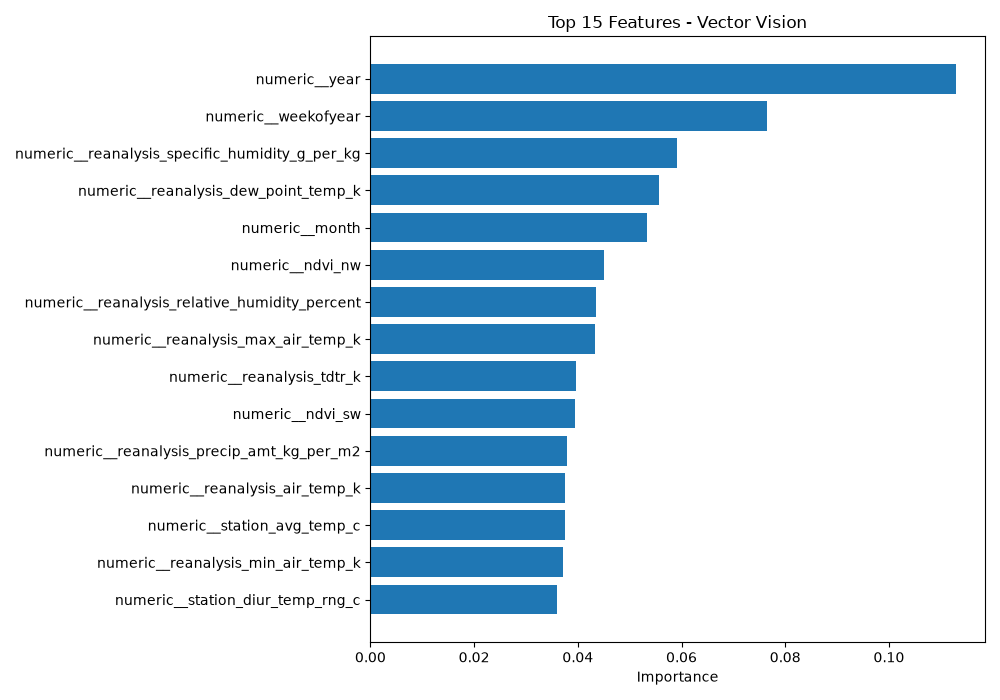 Top 15 Features - Vector Vision
numeric__year
numeric__weekofyear
numeric__reanalysis_specific_humidity_g_per_kg
numeric__reanalysis_dew_point_temp_k
numeric__month
numeric__ndvi_nw
numeric__reanalysis_relative_humidity_percent
numeric__reanalysis_max_air_temp_k
numeric__reanalysis_tdtr_k
numeric__ndvi_sw
numeric__reanalysis_precip_amt_kg_per_m2
numeric__reanalysis_air_temp_k
numeric__station_avg_temp_c
numeric__reanalysis_min_air_temp_k
numeric__station_diur_temp_rng_c
0.00 0.02 0.04 0.06 0.08 0.10
Importance